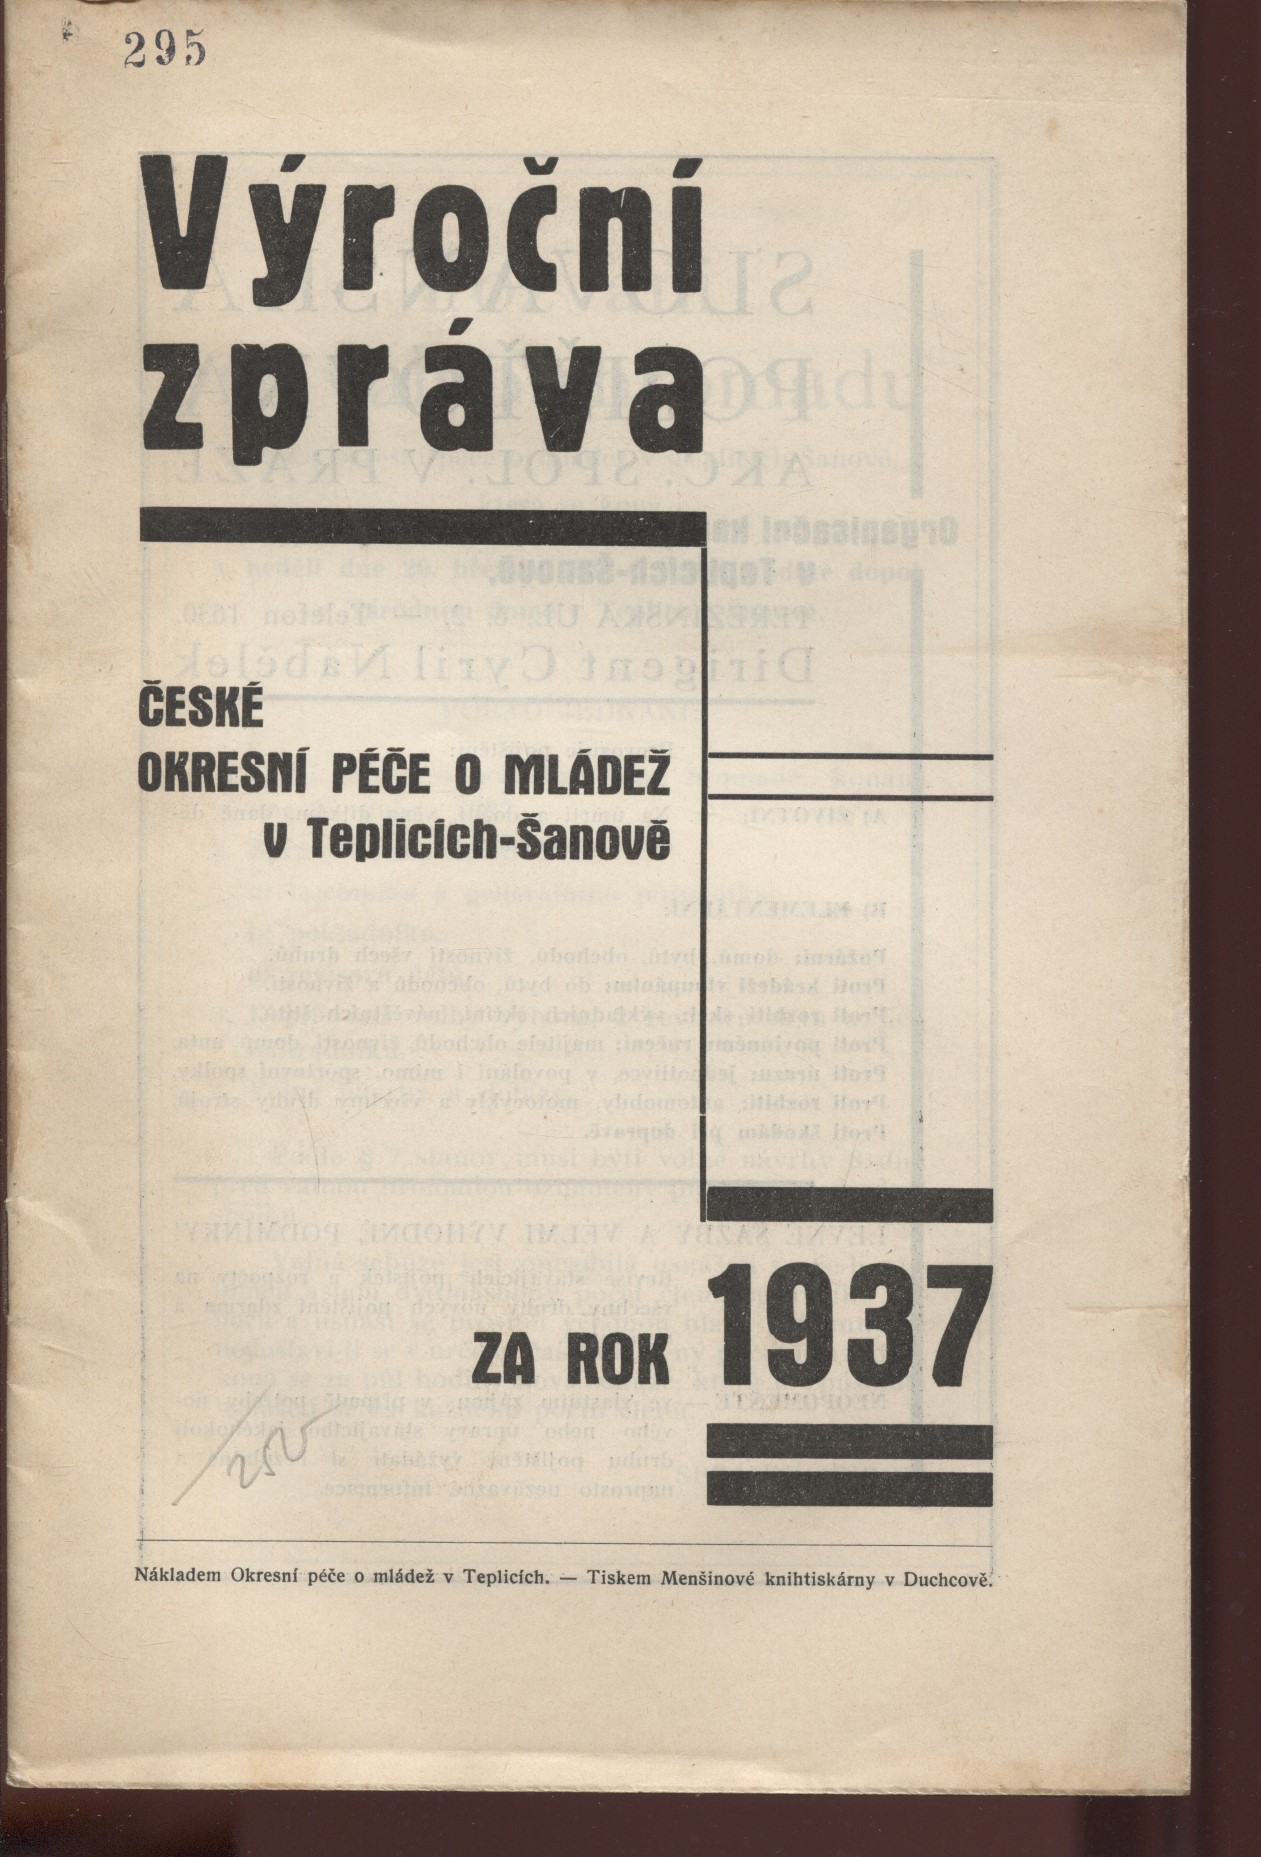 295
Výroční
zpráva
ČESKÉ
OKRESNÍ PÉČE O MLÁDEŽ
v Teplicích-Šanově
ZA ROK 1937
Nákladem Okresní péče o mládež v Teplicích. — Tiskem Menšinové knihtiskárny v Duchcově.